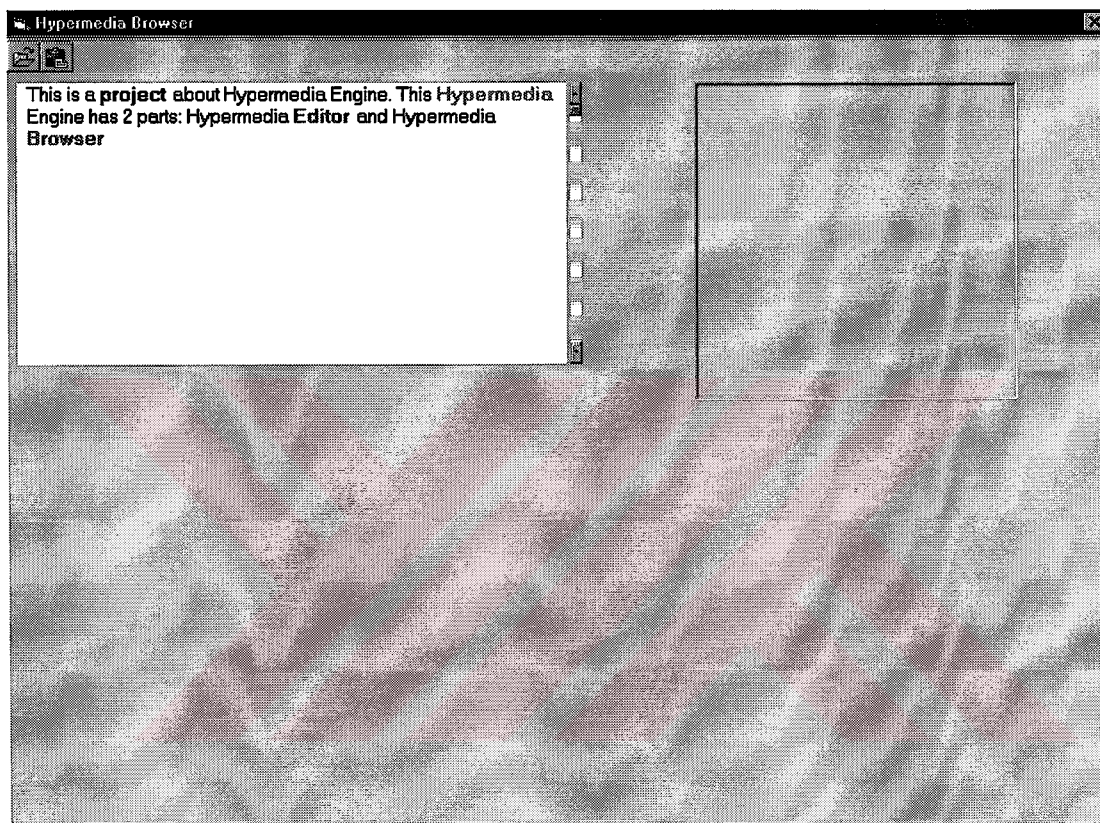 Hypermedia Browser
This is a project about Hypermedia Engine. This Hypermedia
Engine has 2 parts: Hypermedia Editor and Hypermedia
Browser